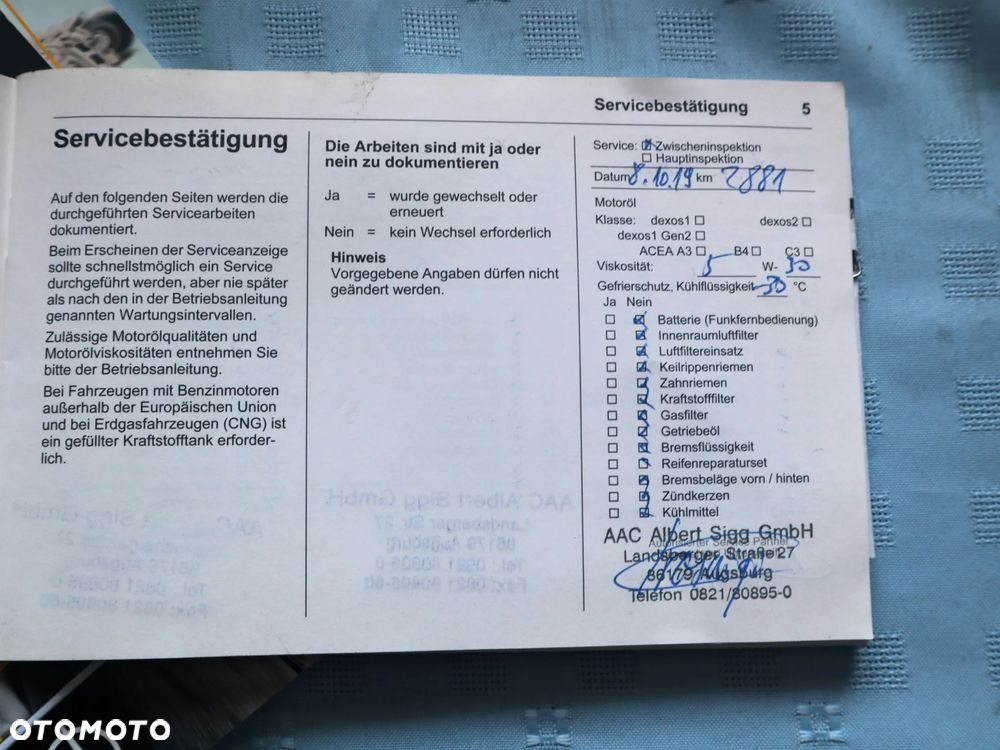 Servicebestätigung 5
Servicebestätigung
Auf den folgenden Seiten werden die
durchgeführten Servicearbeiten
dokumentiert.
Beim Erscheinen der Serviceanzeige
sollte schnellstmöglich ein Service
durchgeführt werden, aber nie später
als nach den in der Betriebsanleitung
genannten Wartungsintervallen.
Zulässige Motorölqualitäten und
Motorölviskositäten entnehmen Sie
bitte der Betriebsanleitung.
Bei Fahrzeugen mit Benzinmotoren
außerhalb der Europäischen Union
und bei Erdgasfahrzeugen (CNG) ist
ein gefüllter Kraftstofftank erforder-
lich.
Die Arbeiten sind mit ja oder
nein zu dokumentieren
Ja = wurde gewechselt oder
erneuert
Nein = kein Wechsel erforderlich
Hinweis
Vorgegebene Angaben dürfen nicht
geändert werden.
Service: Zwischeninspektion
Hauptinspektion
Datum 8.10.19 km 2881
Motoröl
Klasse: dexos1 dexos2
dexos1 Gen2
ACEA A3 B4 C3
Viskosität: 5 W- 30
Gefrierschutz, Kühlflüssigkeit -30 °C
Ja Nein
Batterie (Funkfernbedienung)
Innenraumluftfilter
Luftfiltereinsatz
Keilrippenriemen
Zahnriemen
Kraftstofffilter
Gasfilter
Getriebeöl
Bremsflüssigkeit
Reifenreparaturset
Bremsbeläge vorn / hinten
Zündkerzen
Kühlmittel
AAC Albert Sigg GmbH
Autorisierter Service Partner
Landsberger Straße 27
86179 Augsburg
Telefon 0821/80895-0
OTOMOTO